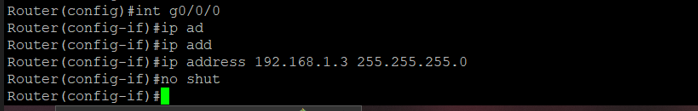 Router(config)#int g0/0/0
Router(config-if)#ip ad
Router(config-if)#ip add
Router(config-if)#ip address 192.168.1.3 255.255.255.0
Router(config-if)#no shut
Router(config-if)#